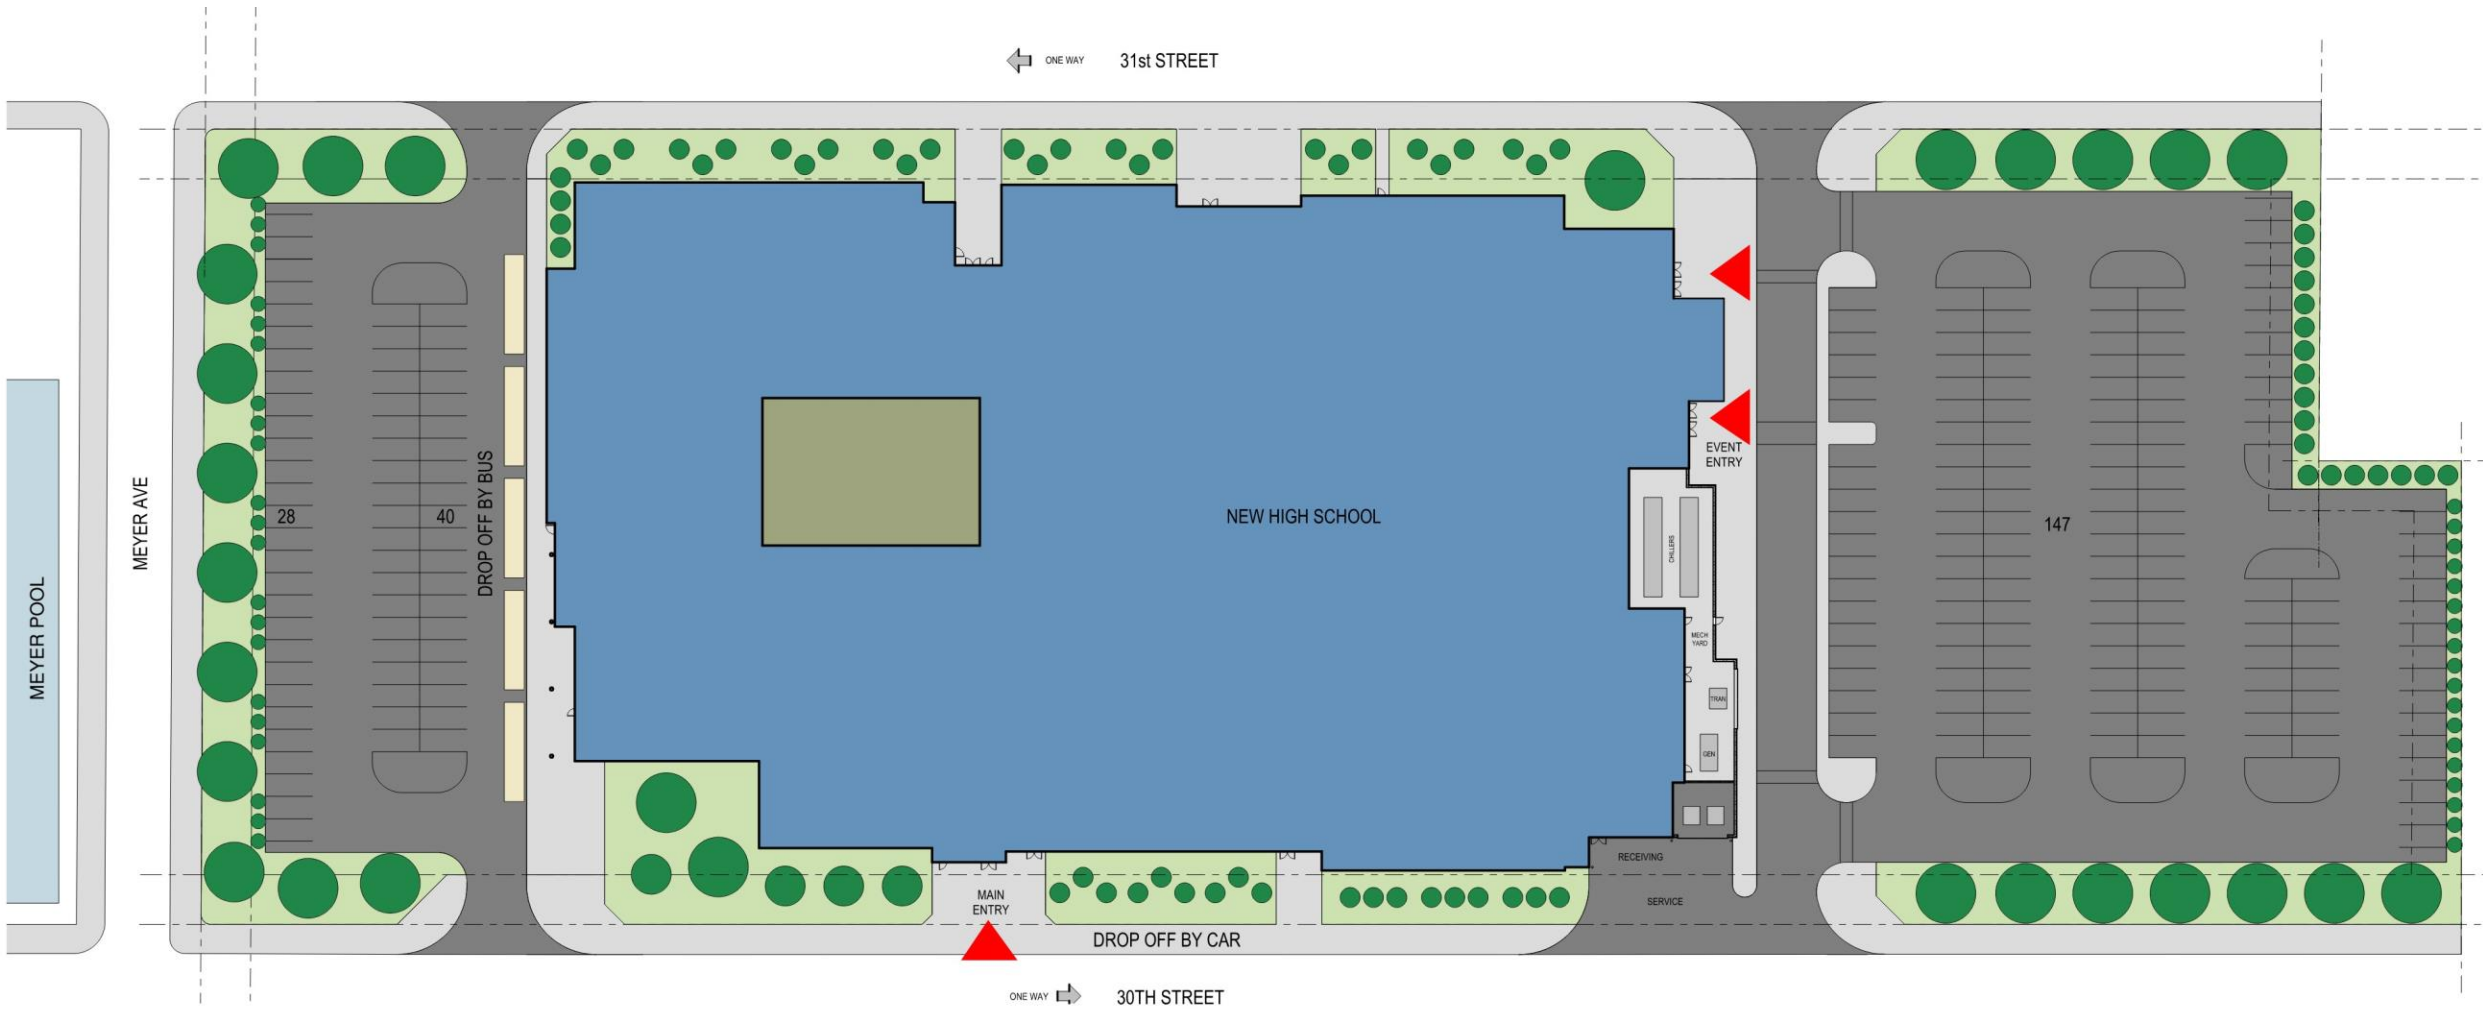 ONE WAY
31st STREET
EVENT
ENTRY
MEYER AVE
MEYER POOL
28
40
DROP OFF BY BUS
NEW HIGH SCHOOL
CHILLERS
147
MECH
YARD
TRAN
GEN
RECEIVING
SERVICE
MAIN
ENTRY
DROP OFF BY CAR
ONE WAY
30TH STREET